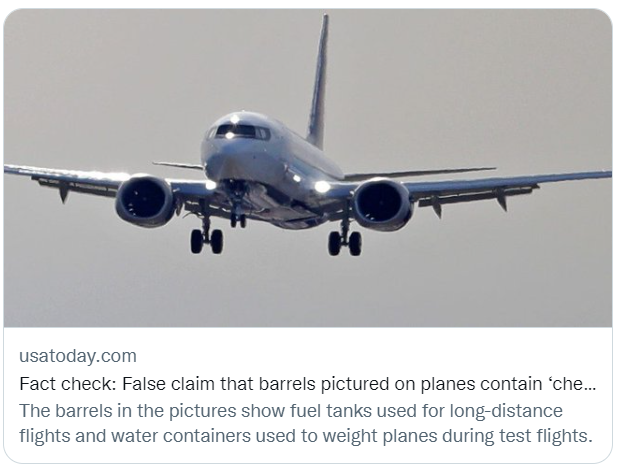 usatoday.com
Fact check: False claim that barrels pictured on planes contain ‘che...
The barrels in the pictures show fuel tanks used for long-distance
flights and water containers used to weight planes during test flights.